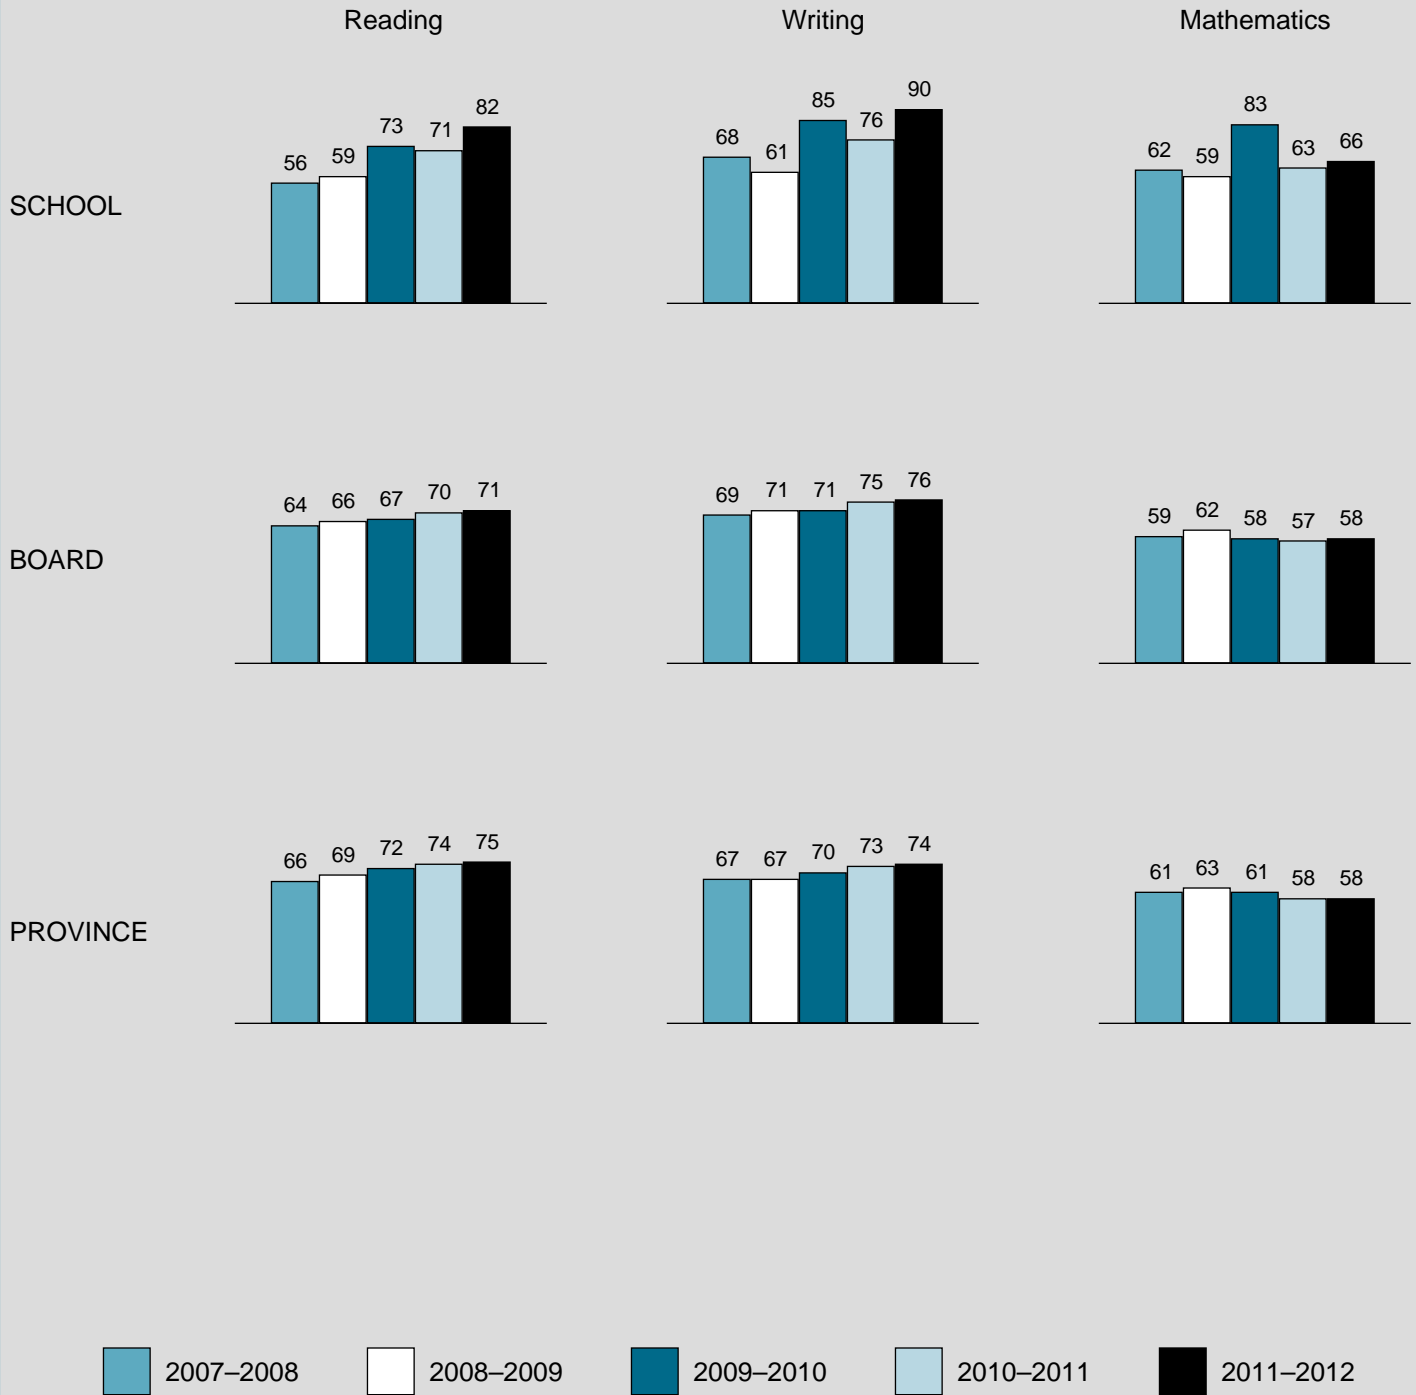 Reading Writing Mathematics
SCHOOL
56 59 73 71 82
68 61 85 76 90
62 59 83 63 66
BOARD
64 66 67 70 71
69 71 71 75 76
59 62 58 57 58
PROVINCE
66 69 72 74 75
67 67 70 73 74
61 63 61 58 58
2007–2008 2008–2009 2009–2010 2010–2011 2011–2012